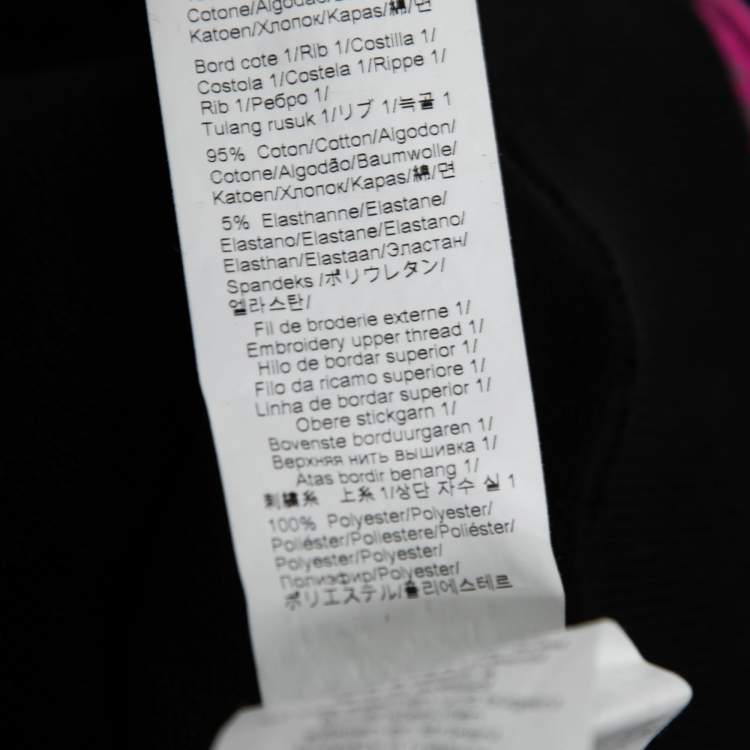 Cotone/Algodão/
Katoen/Хлопок/Kapas/綿/면
Bord cote 1/Rib 1/Costilla 1/
Costola 1/Costela 1/Rippe 1/
Rib 1/Ребро 1/
Tulang rusuk 1/リブ 1/늑골 1
95% Coton/Cotton/Algodon/
Cotone/Algodão/Baumwolle/
Katoen/Хлопок/Kapas/綿/면
5% Elasthanne/Elastane/
Elastano/Elastane/Elastano/
Elasthan/Elastaan/Эластан/
Spandeks /ポリウレタン/
엘라스탄/
Fil de broderie externe 1/
Embroidery upper thread 1/
Hilo de bordar superior 1/
Filo da ricamo superiore 1/
Linha de bordar superior 1/
Obere stickgarn 1/
Bovenste borduurgaren 1/
Верхняя нить вышивка 1/
Atas bordir benang 1/
刺繍糸 上糸 1/상단 자수 실 1
100% Polyester/Polyester/
Poliéster/Poliestere/Poliéster/
Polyester/Polyester/
Полиэфир/Polyester/
ポリエステル/폴리에스테르